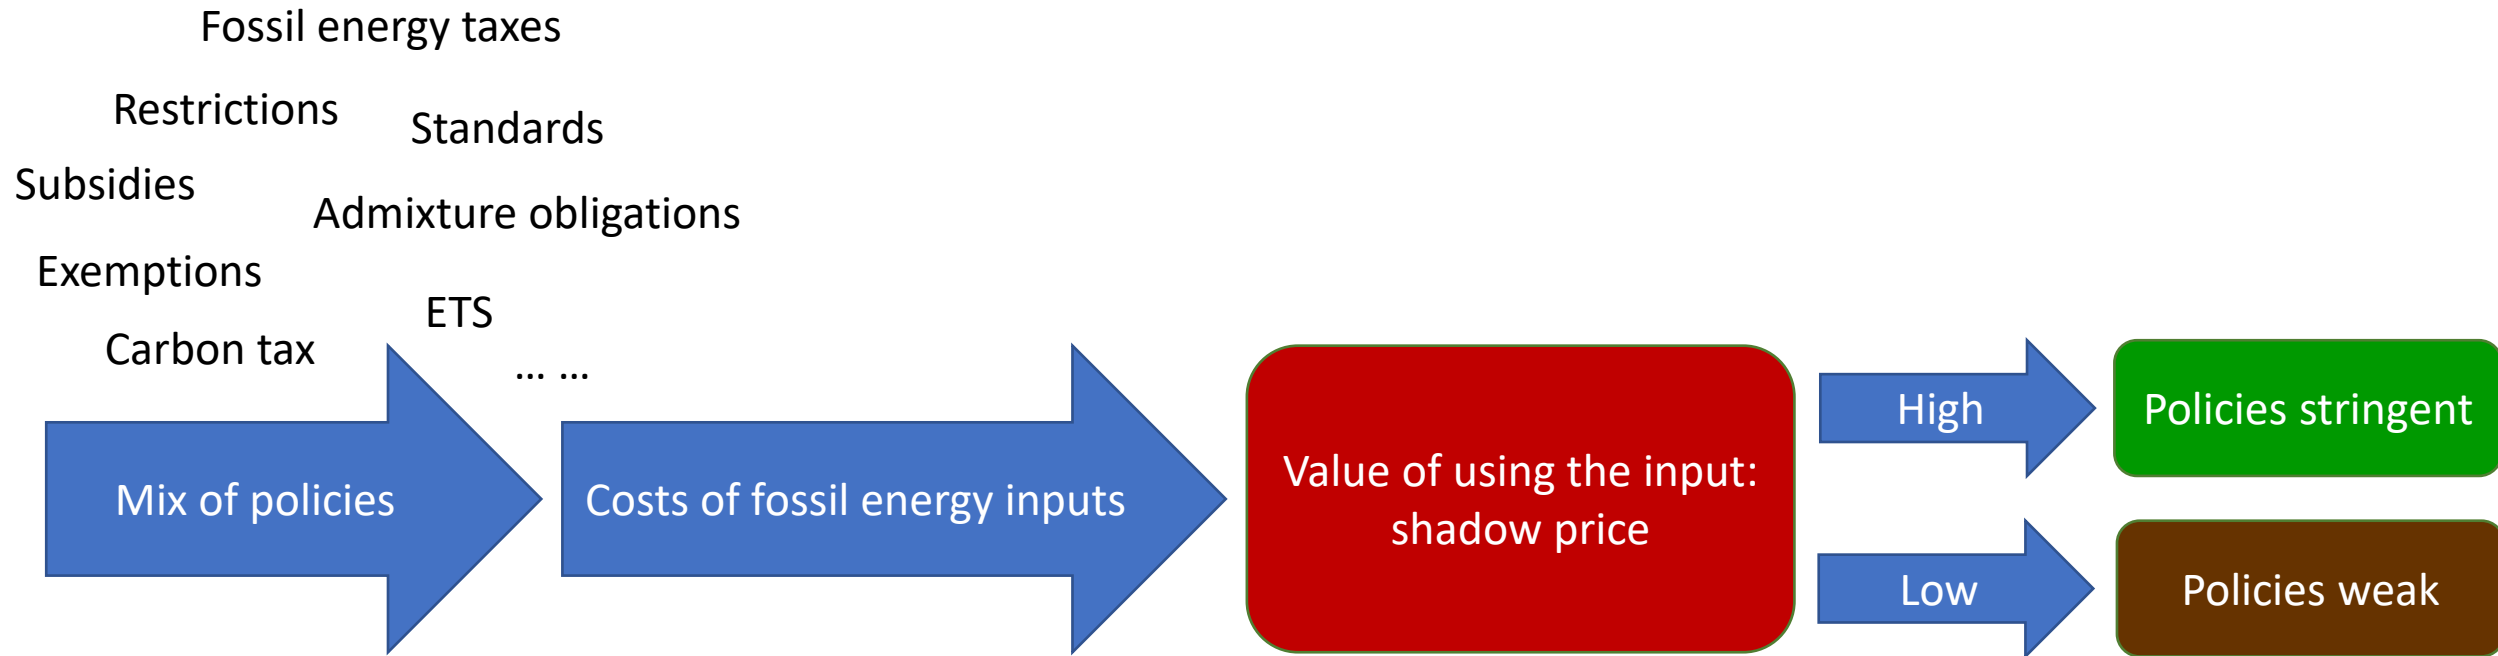 Fossil energy taxes
Restrictions
Standards
Subsidies
Admixture obligations
Exemptions
ETS
Carbon tax
... ...
Mix of policies
Costs of fossil energy inputs
Value of using the input:
shadow price
High
Policies stringent
Low
Policies weak